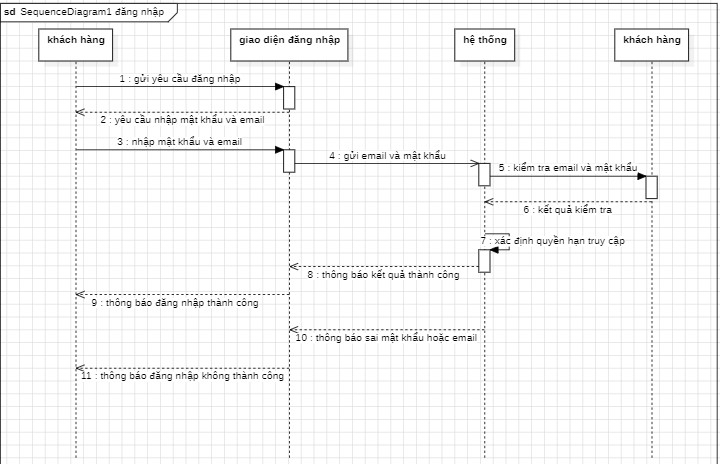 sd SequenceDiagram1 đăng nhập
khách hàng
giao diện đăng nhập
hệ thống
khách hàng
1 : gửi yêu cầu đăng nhập
2 : yêu cầu nhập mật khẩu và email
3 : nhập mật khẩu và email
4 : gửi email và mật khẩu
5 : kiểm tra email và mật khẩu
6 : kết quả kiểm tra
7 : xác định quyền hạn truy cập
8 : thông báo kết quả thành công
9 : thông báo đăng nhập thành công
10 : thông báo sai mật khẩu hoặc email
11 : thông báo đăng nhập không thành công